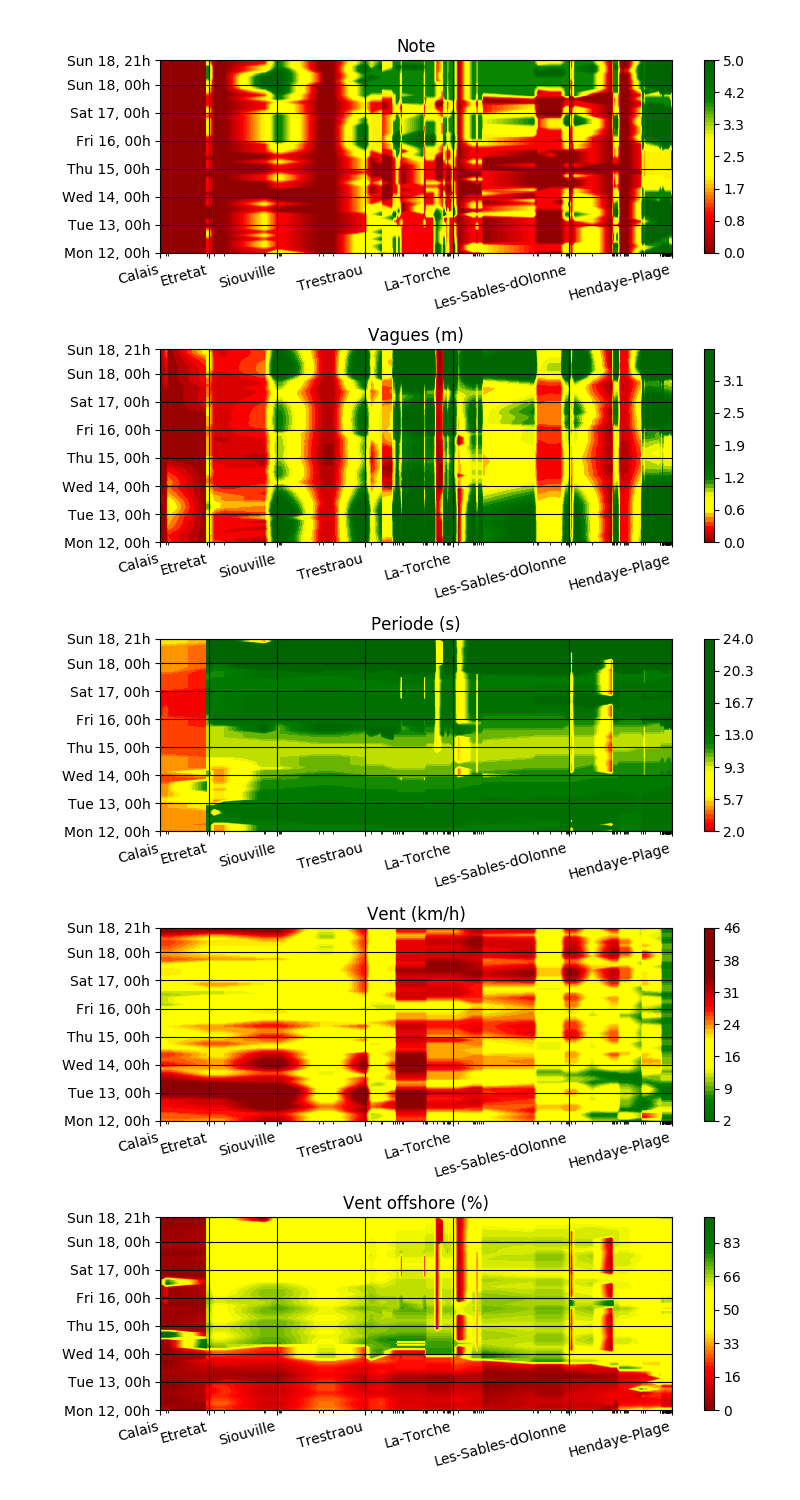 Note
Sun 18, 21h
Sun 18, 00h
Sat 17, 00h
Fri 16, 00h
Thu 15, 00h
Wed 14, 00h
Tue 13, 00h
Mon 12, 00h
5.0
4.2
3.3
2.5
1.7
0.8
0.0
Calais Etretat Siouville Trestraou La-Torche Les-Sables-dOlonne Hendaye-Plage
Vagues (m)
Sun 18, 21h
Sun 18, 00h
Sat 17, 00h
Fri 16, 00h
Thu 15, 00h
Wed 14, 00h
Tue 13, 00h
Mon 12, 00h
3.1
2.5
1.9
1.2
0.6
0.0
Calais Etretat Siouville Trestraou La-Torche Les-Sables-dOlonne Hendaye-Plage
Periode (s)
Sun 18, 21h
Sun 18, 00h
Sat 17, 00h
Fri 16, 00h
Thu 15, 00h
Wed 14, 00h
Tue 13, 00h
Mon 12, 00h
24.0
20.3
16.7
13.0
9.3
5.7
2.0
Calais Etretat Siouville Trestraou La-Torche Les-Sables-dOlonne Hendaye-Plage
Vent (km/h)
Sun 18, 21h
Sun 18, 00h
Sat 17, 00h
Fri 16, 00h
Thu 15, 00h
Wed 14, 00h
Tue 13, 00h
Mon 12, 00h
46
38
31
24
16
9
2
Calais Etretat Siouville Trestraou La-Torche Les-Sables-dOlonne Hendaye-Plage
Vent offshore (%)
Sun 18, 21h
Sun 18, 00h
Sat 17, 00h
Fri 16, 00h
Thu 15, 00h
Wed 14, 00h
Tue 13, 00h
Mon 12, 00h
83
66
50
33
16
0
Calais Etretat Siouville Trestraou La-Torche Les-Sables-dOlonne Hendaye-Plage